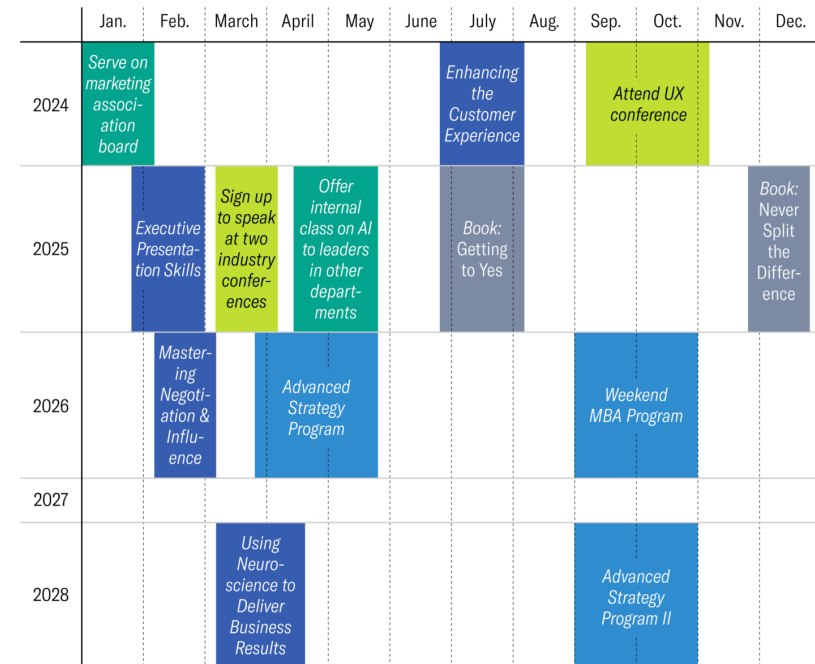 Jan. Feb. March April May June July Aug. Sep. Oct. Nov. Dec.
2024
Serve on
marketing
associ-
ation
board
Enhancing
the
Customer
Experience
Attend UX
conference
2025
Executive
Presenta-
tion Skills
Sign up
to speak
at two
industry
confer-
ences
Offer
internal
class on AI
to leaders
in other
depart-
ments
Book:
Getting
to Yes
Book:
Never
Split
the
Differ-
ence
2026
Master-
ing
Negoti-
ation &
Influ-
ence
Advanced
Strategy
Program
Weekend
MBA Program
2027
2028
Using
Neuro-
science to
Deliver
Business
Results
Advanced
Strategy
Program II